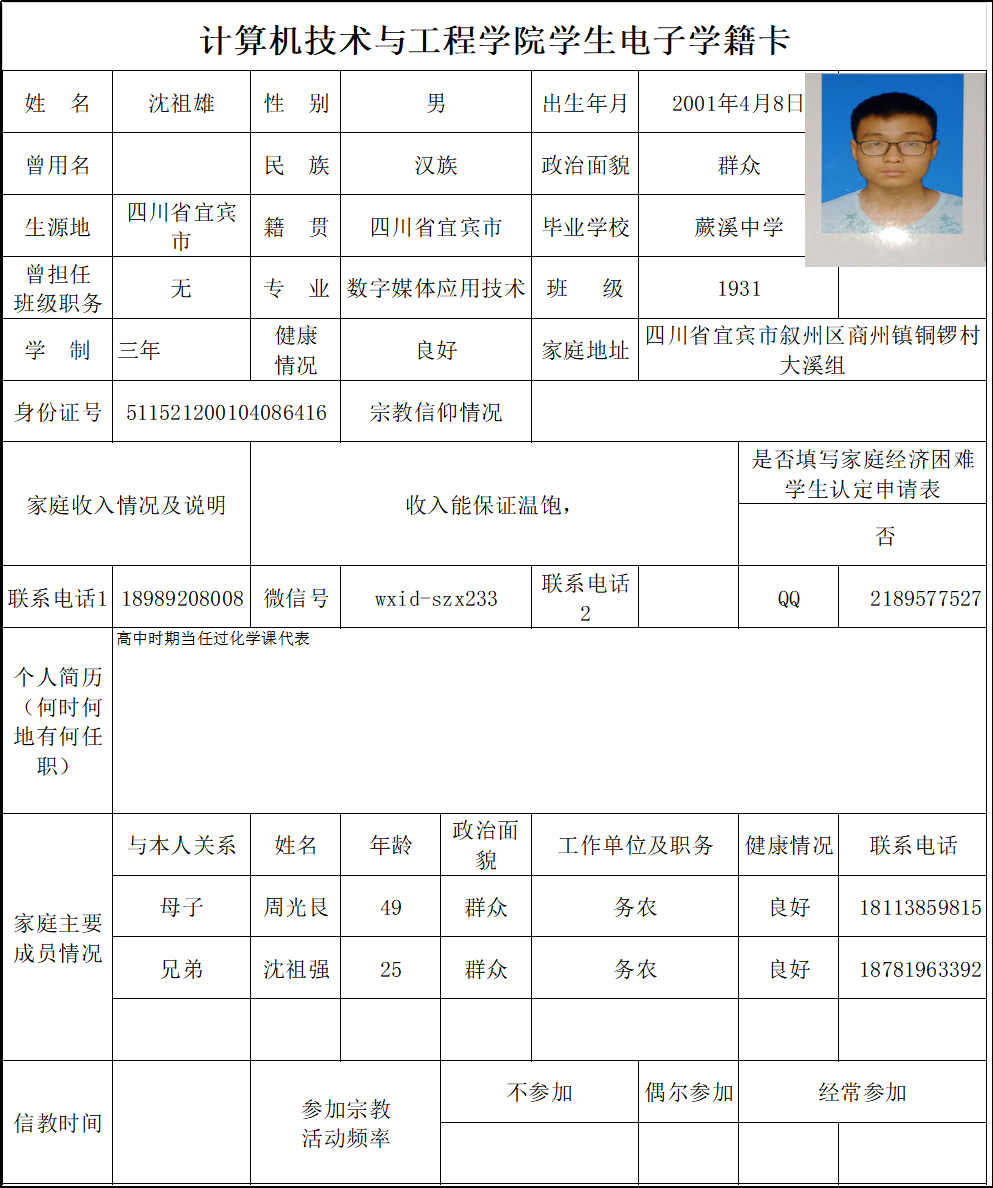 计算机技术与工程学院学生电子学籍卡
姓 名 沈祖雄 性 别 男 出生年月 2001年4月8日
曾用名 民 族 汉族 政治面貌 群众
生源地 四川省宜宾市 籍 贯 四川省宜宾市 毕业学校 蕨溪中学
曾担任班级职务 无 专 业 数字媒体应用技术 班 级 1931
学 制 三年 健康情况 良好 家庭地址 四川省宜宾市叙州区商州镇铜锣村大溪组
身份证号 511521200104086416 宗教信仰情况
家庭收入情况及说明 收入能保证温饱， 是否填写家庭经济困难学生认定申请表
否
联系电话1 18989208008 微信号 wxid-szx233 联系电话2 QQ 2189577527
个人简历（何时何地有何任职） 高中时期当任过化学课代表
家庭主要成员情况 与本人关系 姓名 年龄 政治面貌 工作单位及职务 健康情况 联系电话
母子 周光艮 49 群众 务农 良好 18113859815
兄弟 沈祖强 25 群众 务农 良好 18781963392
信教时间 参加宗教活动频率 不参加 偶尔参加 经常参加